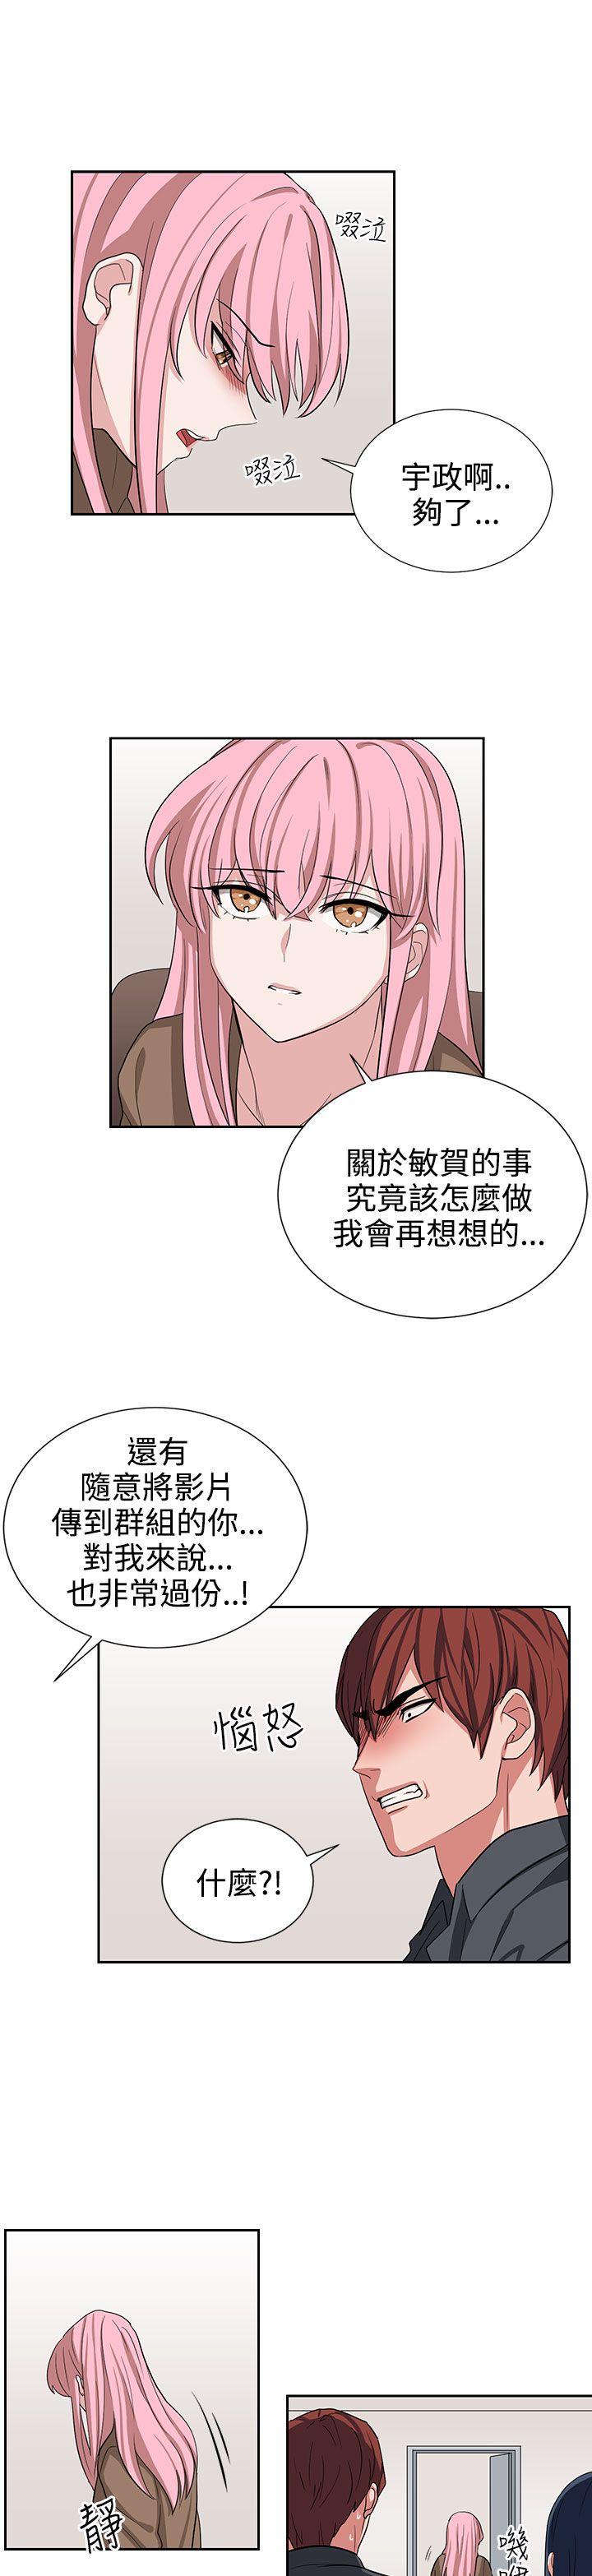 啜泣
啜泣
宇政啊..
夠了...
關於敏賀的事
究竟該怎麼做
我會再想想的...
還有
隨意將影片
傳到群組的你...
對我來說...
也非常過份..!
惱怒
什麼?!
靜
嘰